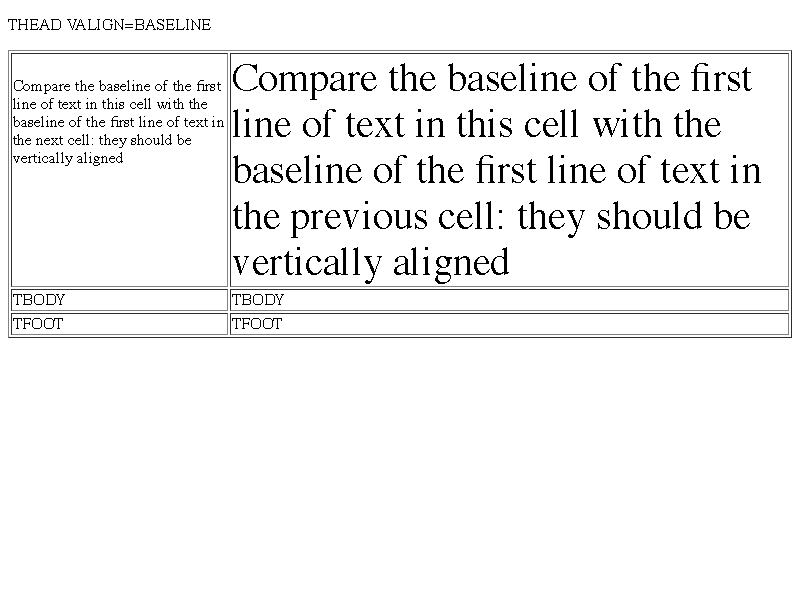 THEAD VALIGN=BASELINE
Compare the baseline of the first
line of text in this cell with the
baseline of the first line of text in
the next cell: they should be
vertically aligned
Compare the baseline of the first
line of text in this cell with the
baseline of the first line of text in
the previous cell: they should be
vertically aligned
TBODY
TBODY
TFOOT
TFOOT